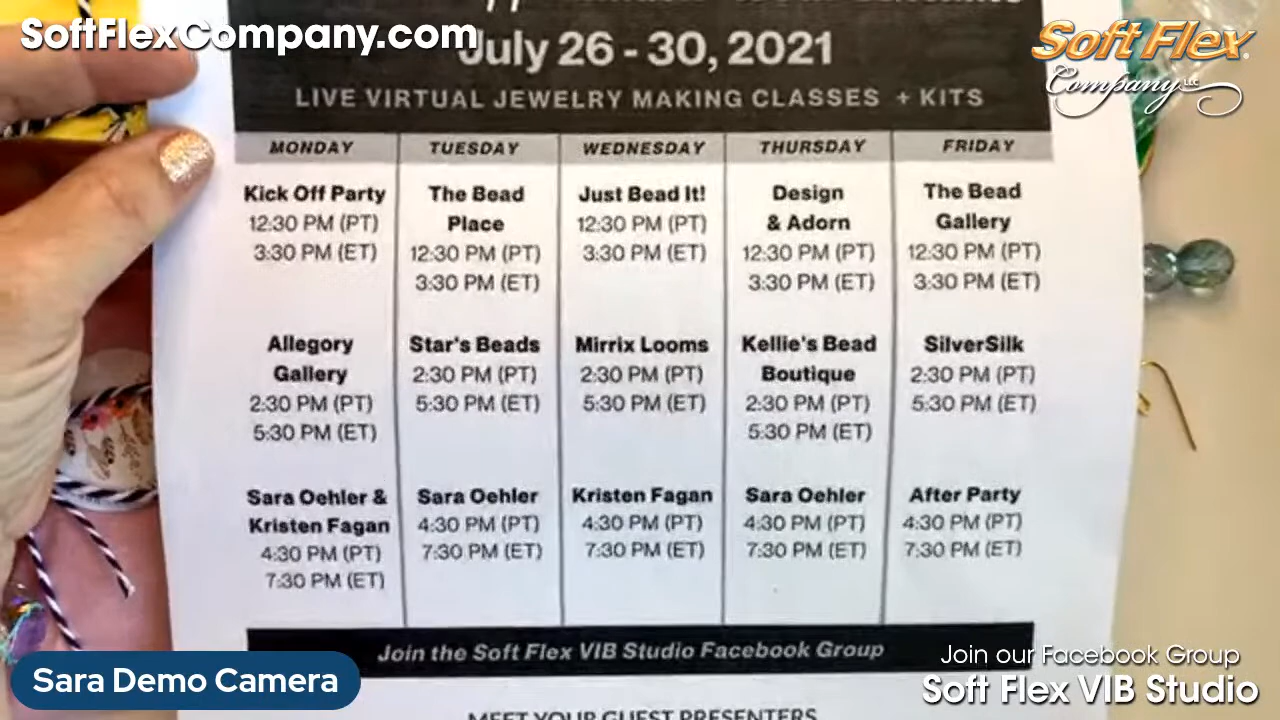 SoftFlexCompany.com
Soft Flex®
Company LLC
July 26 - 30, 2021
LIVE VIRTUAL JEWELRY MAKING CLASSES + KITS
MONDAY TUESDAY WEDNESDAY THURSDAY FRIDAY
Kick Off Party
12:30 PM (PT)
3:30 PM (ET)
Allegory
Gallery
2:30 PM (PT)
5:30 PM (ET)
Sara Oehler &
Kristen Fagan
4:30 PM (PT)
7:30 PM (ET)
The Bead
Place
12:30 PM (PT)
3:30 PM (ET)
Star's Beads
2:30 PM (PT)
5:30 PM (ET)
Sara Oehler
4:30 PM (PT)
7:30 PM (ET)
Just Bead It!
12:30 PM (PT)
3:30 PM (ET)
Mirrix Looms
2:30 PM (PT)
5:30 PM (ET)
Kristen Fagan
4:30 PM (PT)
7:30 PM (ET)
Design
& Adorn
12:30 PM (PT)
3:30 PM (ET)
Kellie's Bead
Boutique
2:30 PM (PT)
5:30 PM (ET)
Sara Oehler
4:30 PM (PT)
7:30 PM (ET)
The Bead
Gallery
12:30 PM (PT)
3:30 PM (ET)
SilverSilk
2:30 PM (PT)
5:30 PM (ET)
After Party
4:30 PM (PT)
7:30 PM (ET)
Join the Soft Flex VIB Studio Facebook Group
MEET YOUR GUEST PRESENTERS
Sara Demo Camera
Join our Facebook Group
Soft Flex VIB Studio